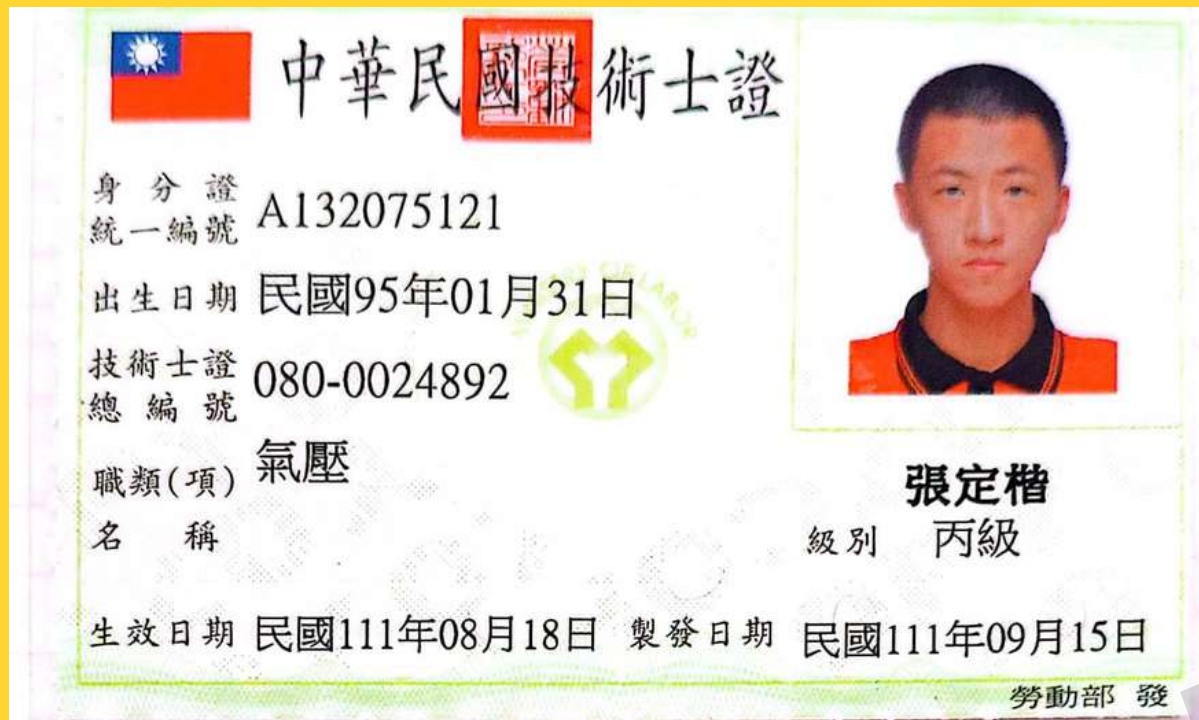 中華民國技術士證
身分證
統一編號 A132075121
出生日期 民國95年01月31日
技術士證
總編號 080-0024892
職類(項) 氣壓
名稱
張定楷
級別 丙級
生效日期 民國111年08月18日 製發日期 民國111年09月15日
勞動部 發